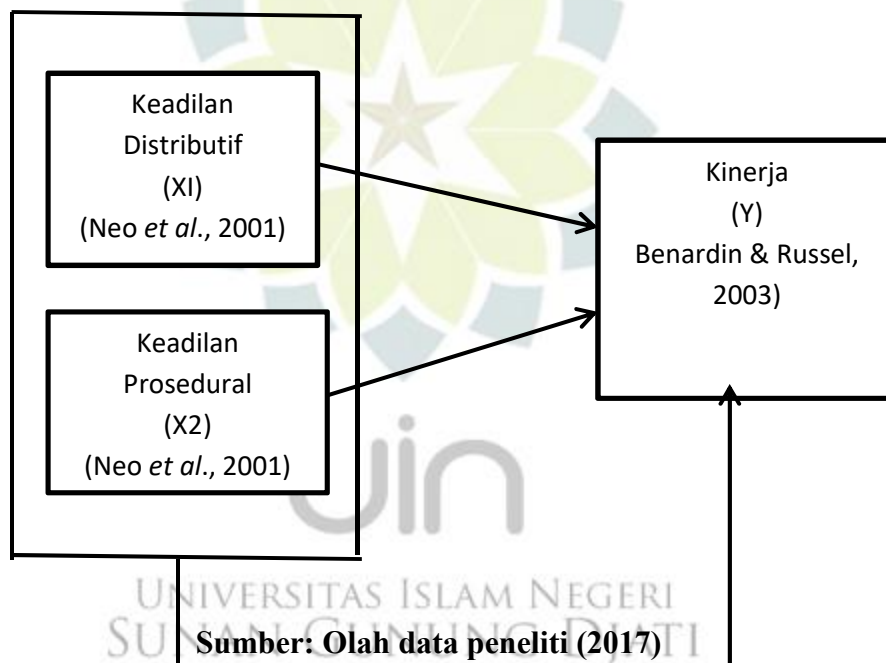 Keadilan
Distributif
(XI)
(Neo et al., 2001)
Kinerja
(Y)
Benardin & Russel,
2003)
Keadilan
Prosedural
(X2)
(Neo et al., 2001)
uin
UNIVERSITAS ISLAM NEGERI
SUNAN GUNUNG DJATI
Sumber: Olah data peneliti (2017)